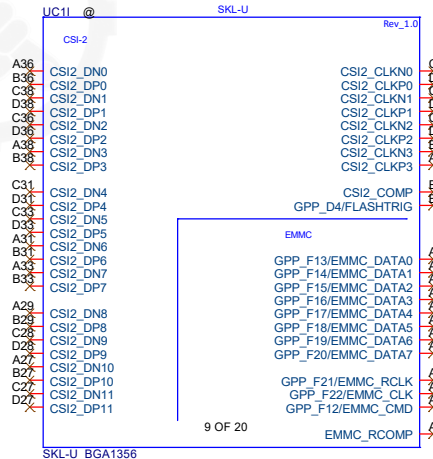 UC1I @
SKL-U
Rev_1.0
CSI-2
A36 CSI2_DN0
B36 CSI2_DP0
C38 CSI2_DN1
D38 CSI2_DP1
C36 CSI2_DN2
D36 CSI2_DP2
A38 CSI2_DN3
B38 CSI2_DP3
C31 CSI2_DN4
D31 CSI2_DP4
C33 CSI2_DN5
D33 CSI2_DP5
A31 CSI2_DN6
B31 CSI2_DP6
A33 CSI2_DN7
B33 CSI2_DP7
A29 CSI2_DN8
B29 CSI2_DP8
C28 CSI2_DN9
D28 CSI2_DP9
A27 CSI2_DN10
B27 CSI2_DP10
C27 CSI2_DN11
D27 CSI2_DP11
CSI2_CLKN0
CSI2_CLKP0
CSI2_CLKN1
CSI2_CLKP1
CSI2_CLKN2
CSI2_CLKP2
CSI2_CLKN3
CSI2_CLKP3
CSI2_COMP
GPP_D4/FLASHTRIG
EMMC
GPP_F13/EMMC_DATA0
GPP_F14/EMMC_DATA1
GPP_F15/EMMC_DATA2
GPP_F16/EMMC_DATA3
GPP_F17/EMMC_DATA4
GPP_F18/EMMC_DATA5
GPP_F19/EMMC_DATA6
GPP_F20/EMMC_DATA7
GPP_F21/EMMC_RCLK
GPP_F22/EMMC_CLK
GPP_F12/EMMC_CMD
EMMC_RCOMP
9 OF 20
SKL-U_BGA1356